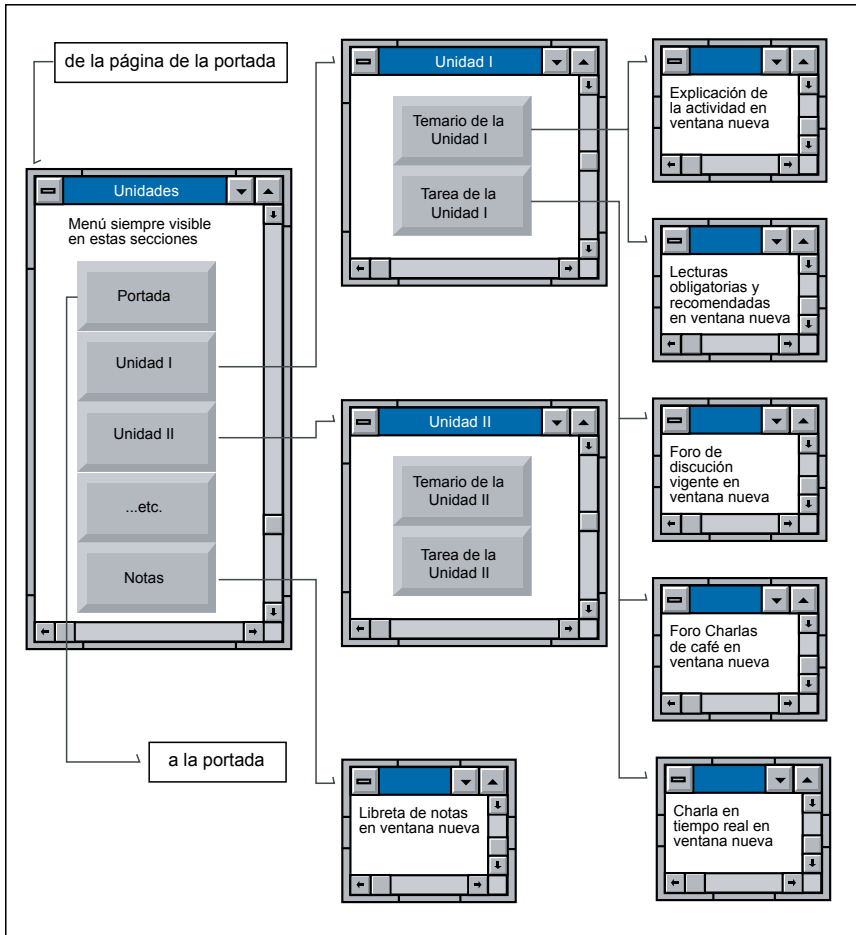 de la página de la portada
Unidades
Menú siempre visible
en estas secciones
Portada
Unidad I
Unidad II
...etc.
Notas
a la portada
Unidad I
Temario de la
Unidad I
Tarea de la
Unidad I
Unidad II
Temario de la
Unidad II
Tarea de la
Unidad II
Libreta de notas
en ventana nueva
Explicación de
la actividad en
ventana nueva
Lecturas
obligatorias y
recomendadas
en ventana nueva
Foro de
discución
vigente en
ventana nueva
Foro Charlas
de café en
ventana nueva
Charla en
tiempo real en
ventana nueva